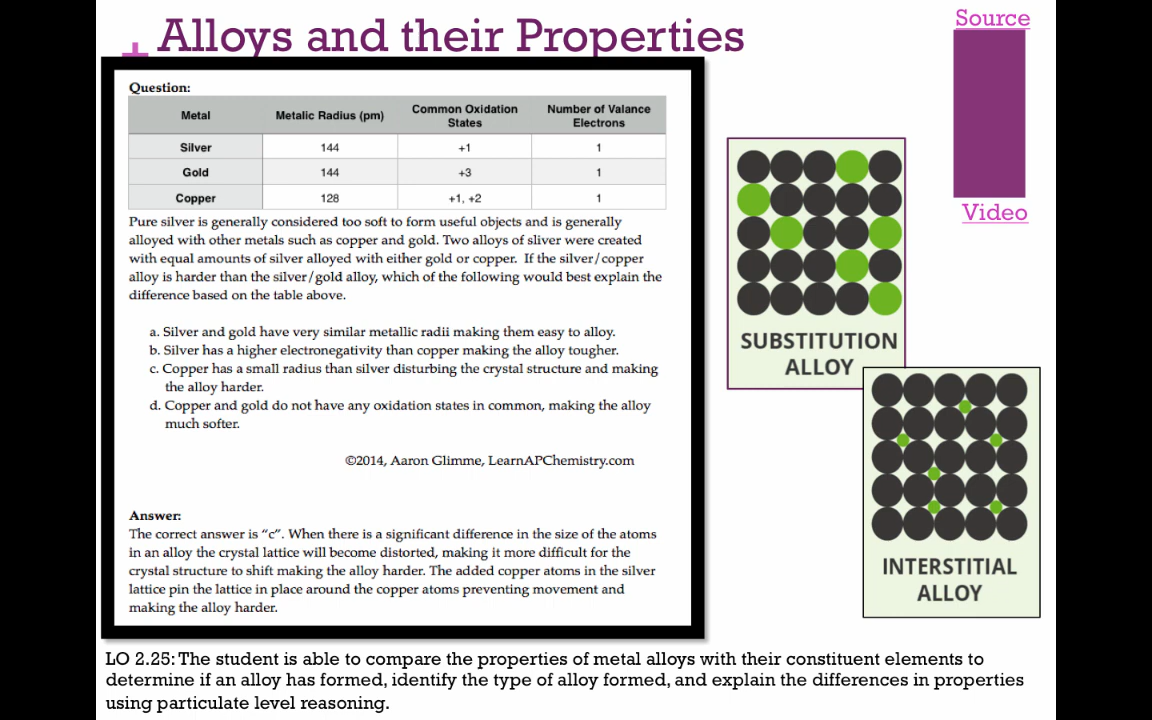 + Alloys and their Properties
Source
Video
Question:
Metal Metalic Radius (pm) Common Oxidation States Number of Valance Electrons
Silver 144 +1 1
Gold 144 +3 1
Copper 128 +1, +2 1
Pure silver is generally considered too soft to form useful objects and is generally
alloyed with other metals such as copper and gold. Two alloys of sliver were created
with equal amounts of silver alloyed with either gold or copper. If the silver/copper
alloy is harder than the silver/gold alloy, which of the following would best explain the
difference based on the table above.
a. Silver and gold have very similar metallic radii making them easy to alloy.
b. Silver has a higher electronegativity than copper making the alloy tougher.
c. Copper has a small radius than silver disturbing the crystal structure and making
the alloy harder.
d. Copper and gold do not have any oxidation states in common, making the alloy
much softer.
©2014, Aaron Glimme, LearnAPChemistry.com
Answer:
The correct answer is "c". When there is a significant difference in the size of the atoms
in an alloy the crystal lattice will become distorted, making it more difficult for the
crystal structure to shift making the alloy harder. The added copper atoms in the silver
lattice pin the lattice in place around the copper atoms preventing movement and
making the alloy harder.
SUBSTITUTION
ALLOY
INTERSTITIAL
ALLOY
LO 2.25: The student is able to compare the properties of metal alloys with their constituent elements to
determine if an alloy has formed, identify the type of alloy formed, and explain the differences in properties
using particulate level reasoning.